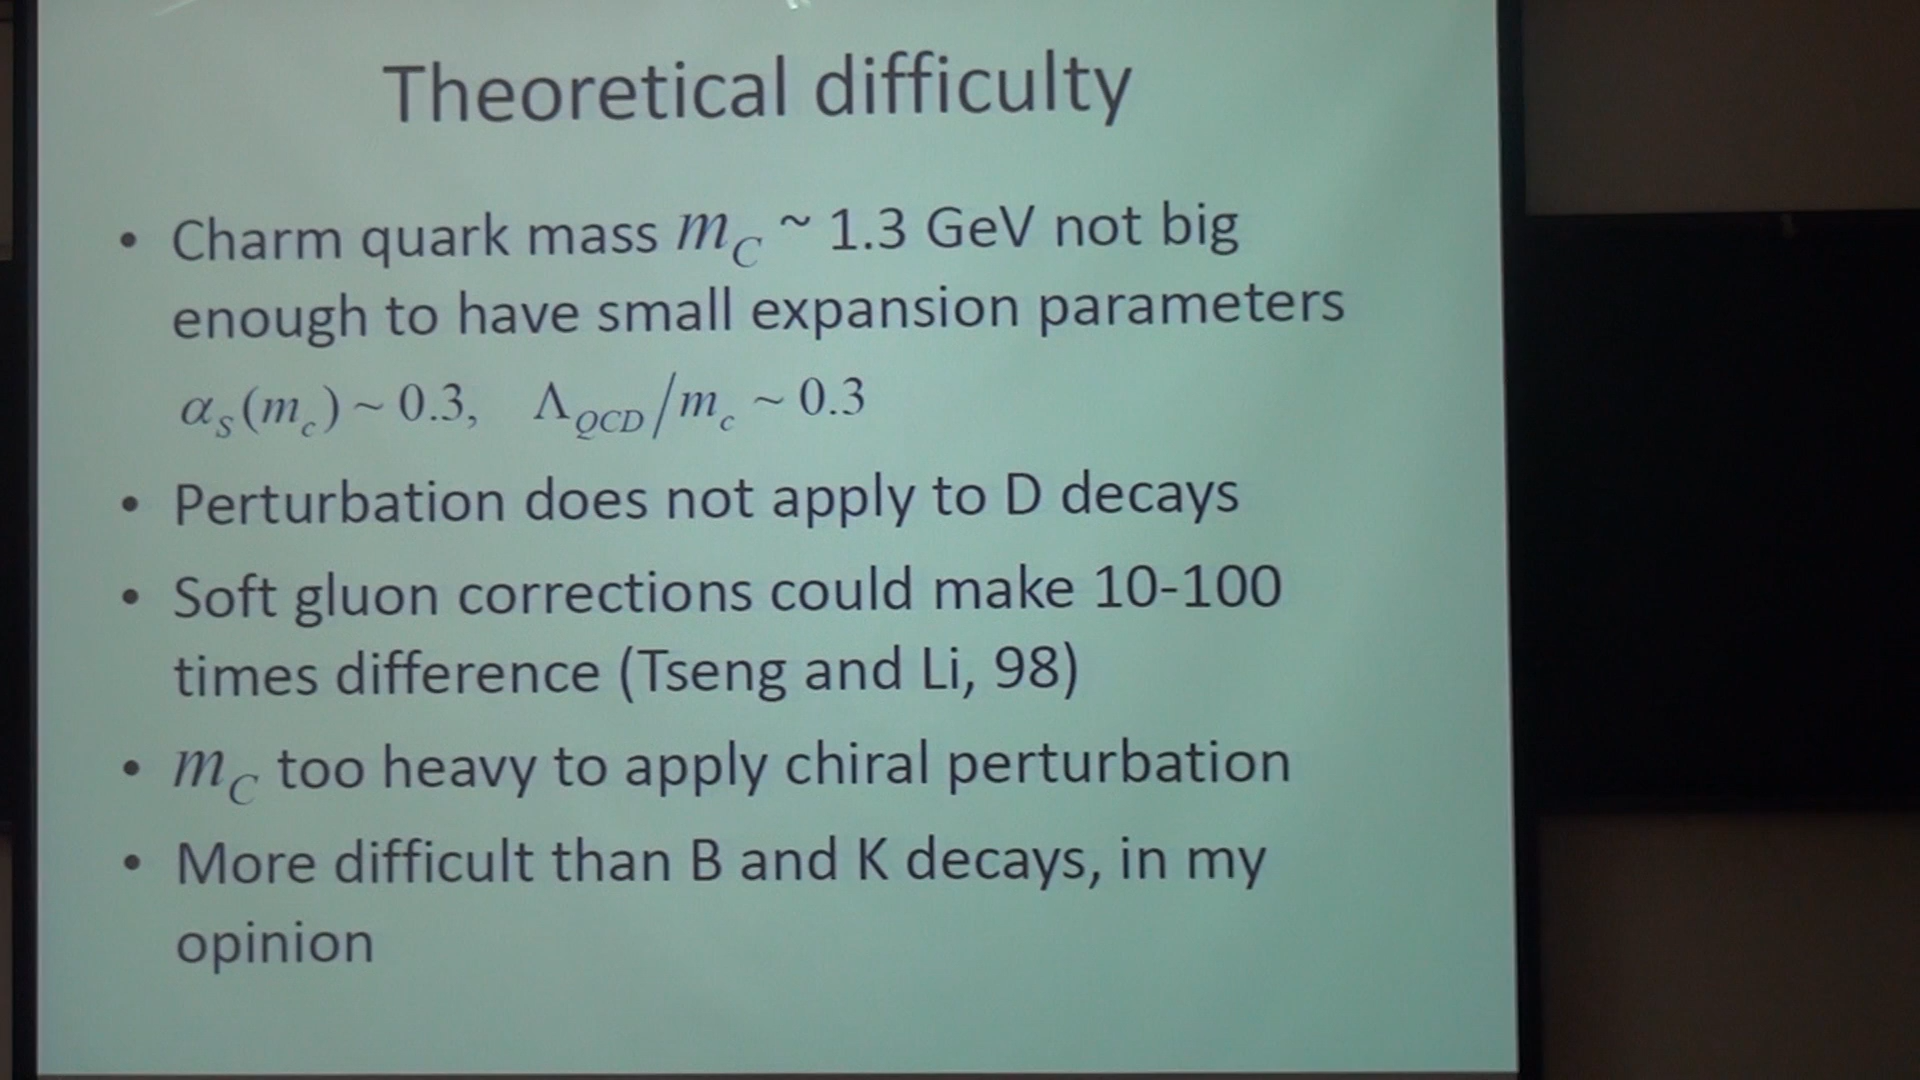 Theoretical difficulty
• Charm quark mass m_C ~ 1.3 GeV not big
enough to have small expansion parameters
α_S(m_c) ~ 0.3, Λ_QCD/m_c ~ 0.3
• Perturbation does not apply to D decays
• Soft gluon corrections could make 10-100
times difference (Tseng and Li, 98)
• m_C too heavy to apply chiral perturbation
• More difficult than B and K decays, in my
opinion